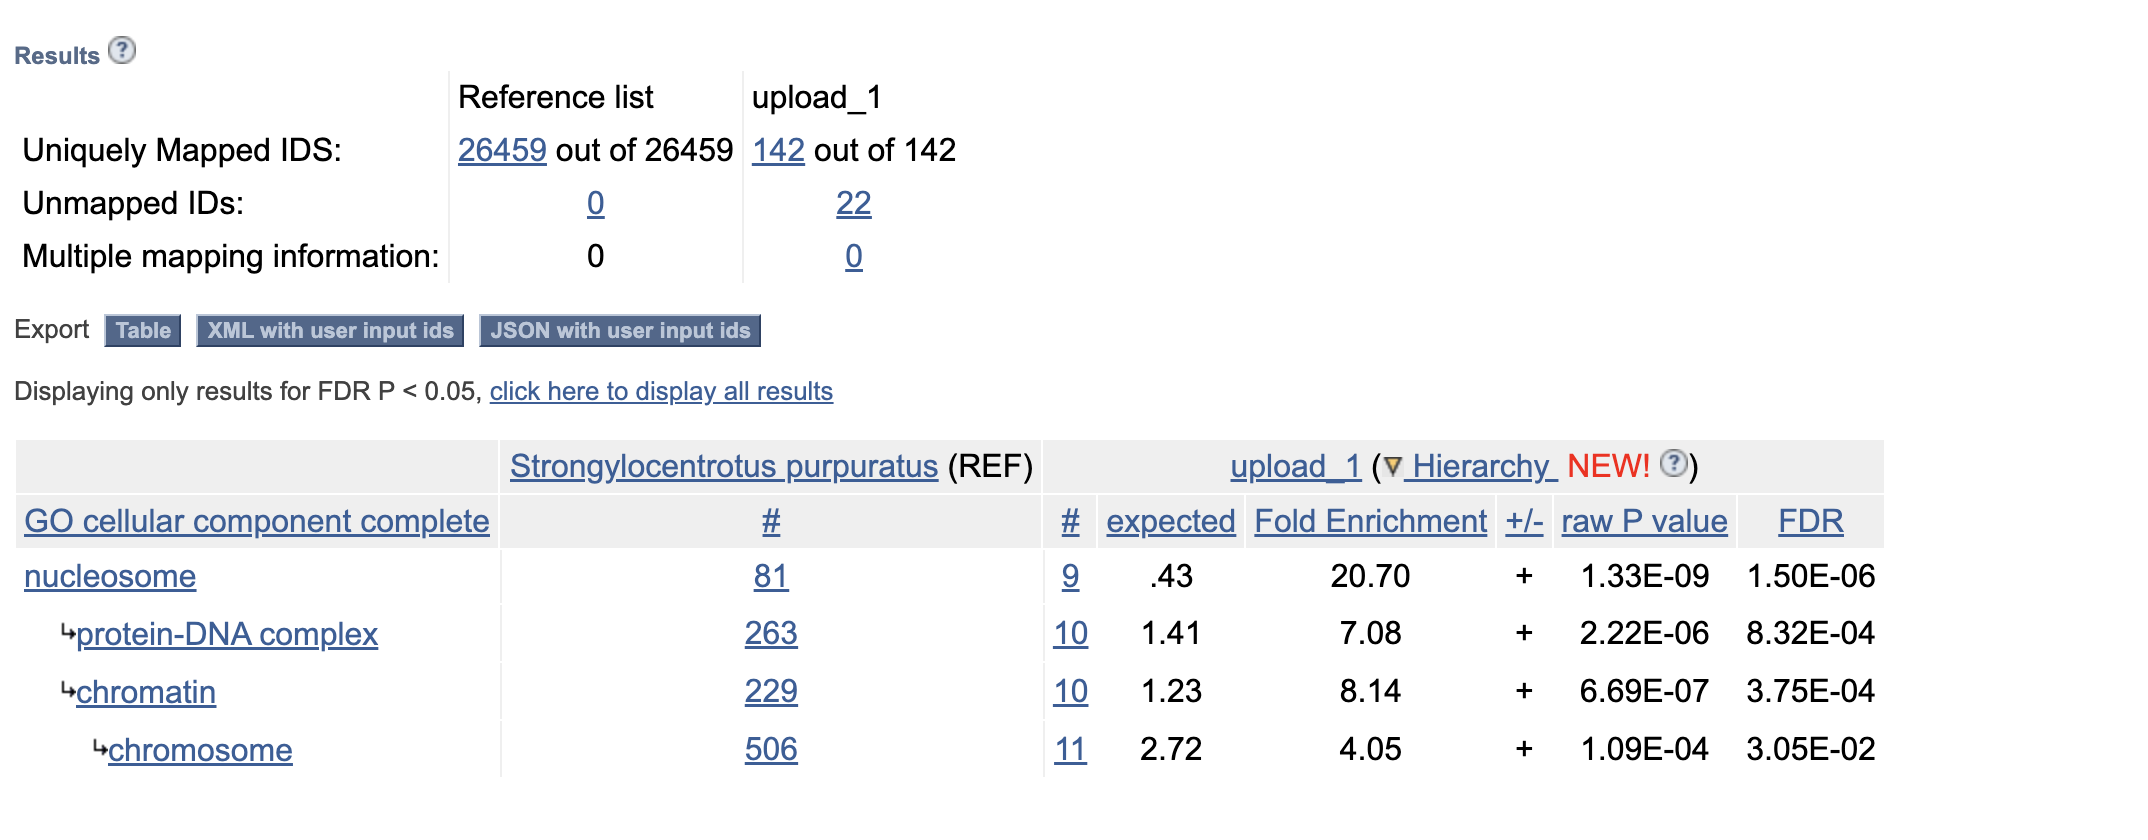 Results ?
Reference list upload_1
Uniquely Mapped IDS: 26459 out of 26459 142 out of 142
Unmapped IDs: 0 22
Multiple mapping information: 0 0
Export Table XML with user input ids JSON with user input ids
Displaying only results for FDR P < 0.05, click here to display all results
Strongylocentrotus purpuratus (REF) upload_1 (▼ Hierarchy NEW! ?)
GO cellular component complete # # expected Fold Enrichment +/- raw P value FDR
nucleosome 81 9 .43 20.70 + 1.33E-09 1.50E-06
↳protein-DNA complex 263 10 1.41 7.08 + 2.22E-06 8.32E-04
↳chromatin 229 10 1.23 8.14 + 6.69E-07 3.75E-04
↳chromosome 506 11 2.72 4.05 + 1.09E-04 3.05E-02